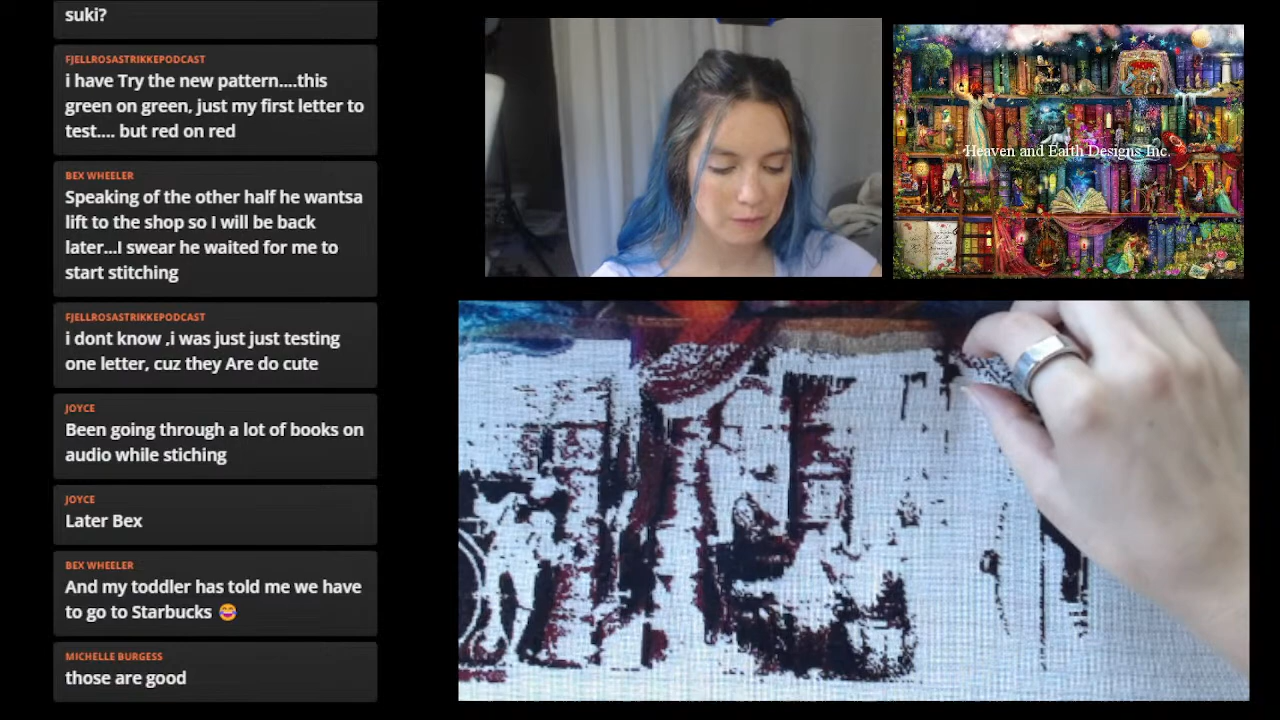 suki?
FJELLROSASTRIKKEPODCAST
i have Try the new pattern....this
green on green, just my first letter to
test.... but red on red
BEX WHEELER
Speaking of the other half he wantsa
lift to the shop so I will be back
later...I swear he waited for me to
start stitching
FJELLROSASTRIKKEPODCAST
i dont know ,i was just just testing
one letter, cuz they Are do cute
JOYCE
Been going through a lot of books on
audio while stiching
JOYCE
Later Bex
BEX WHEELER
And my toddler has told me we have
to go to Starbucks 😂
MICHELLE BURGESS
those are good
Heaven and Eaith Designs Inc.